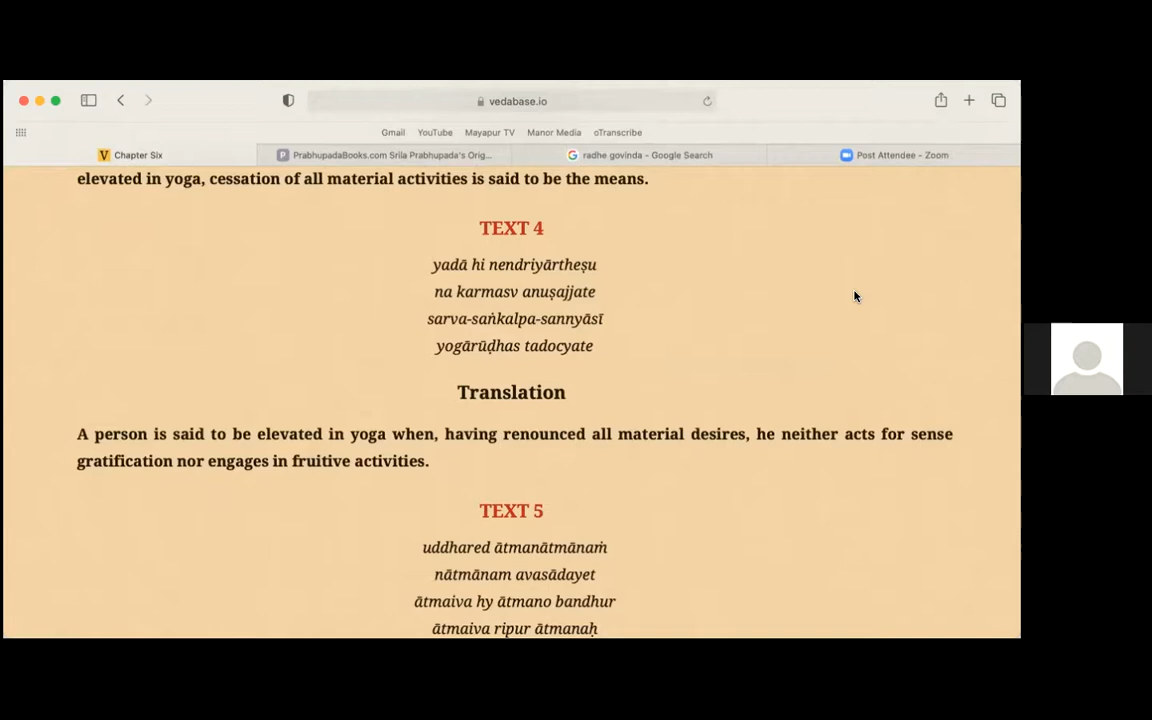 vedabase.io
Gmail YouTube Mayapur TV Manor Media oTranscribe
Chapter Six PrabhupadaBooks.com Srila Prabhupada's Orig... radhe govinda - Google Search Post Attendee - Zoom
elevated in yoga, cessation of all material activities is said to be the means.
TEXT 4
yadā hi nendriyārtheṣu
na karmasv anuṣajjate
sarva-saṅkalpa-sannyāsī
yogārūḍhas tadocyate
Translation
A person is said to be elevated in yoga when, having renounced all material desires, he neither acts for sense
gratification nor engages in fruitive activities.
TEXT 5
uddhared ātmanātmānaṁ
nātmānam avasādayet
ātmaiva hy ātmano bandhur
ātmaiva ripur ātmanaḥ